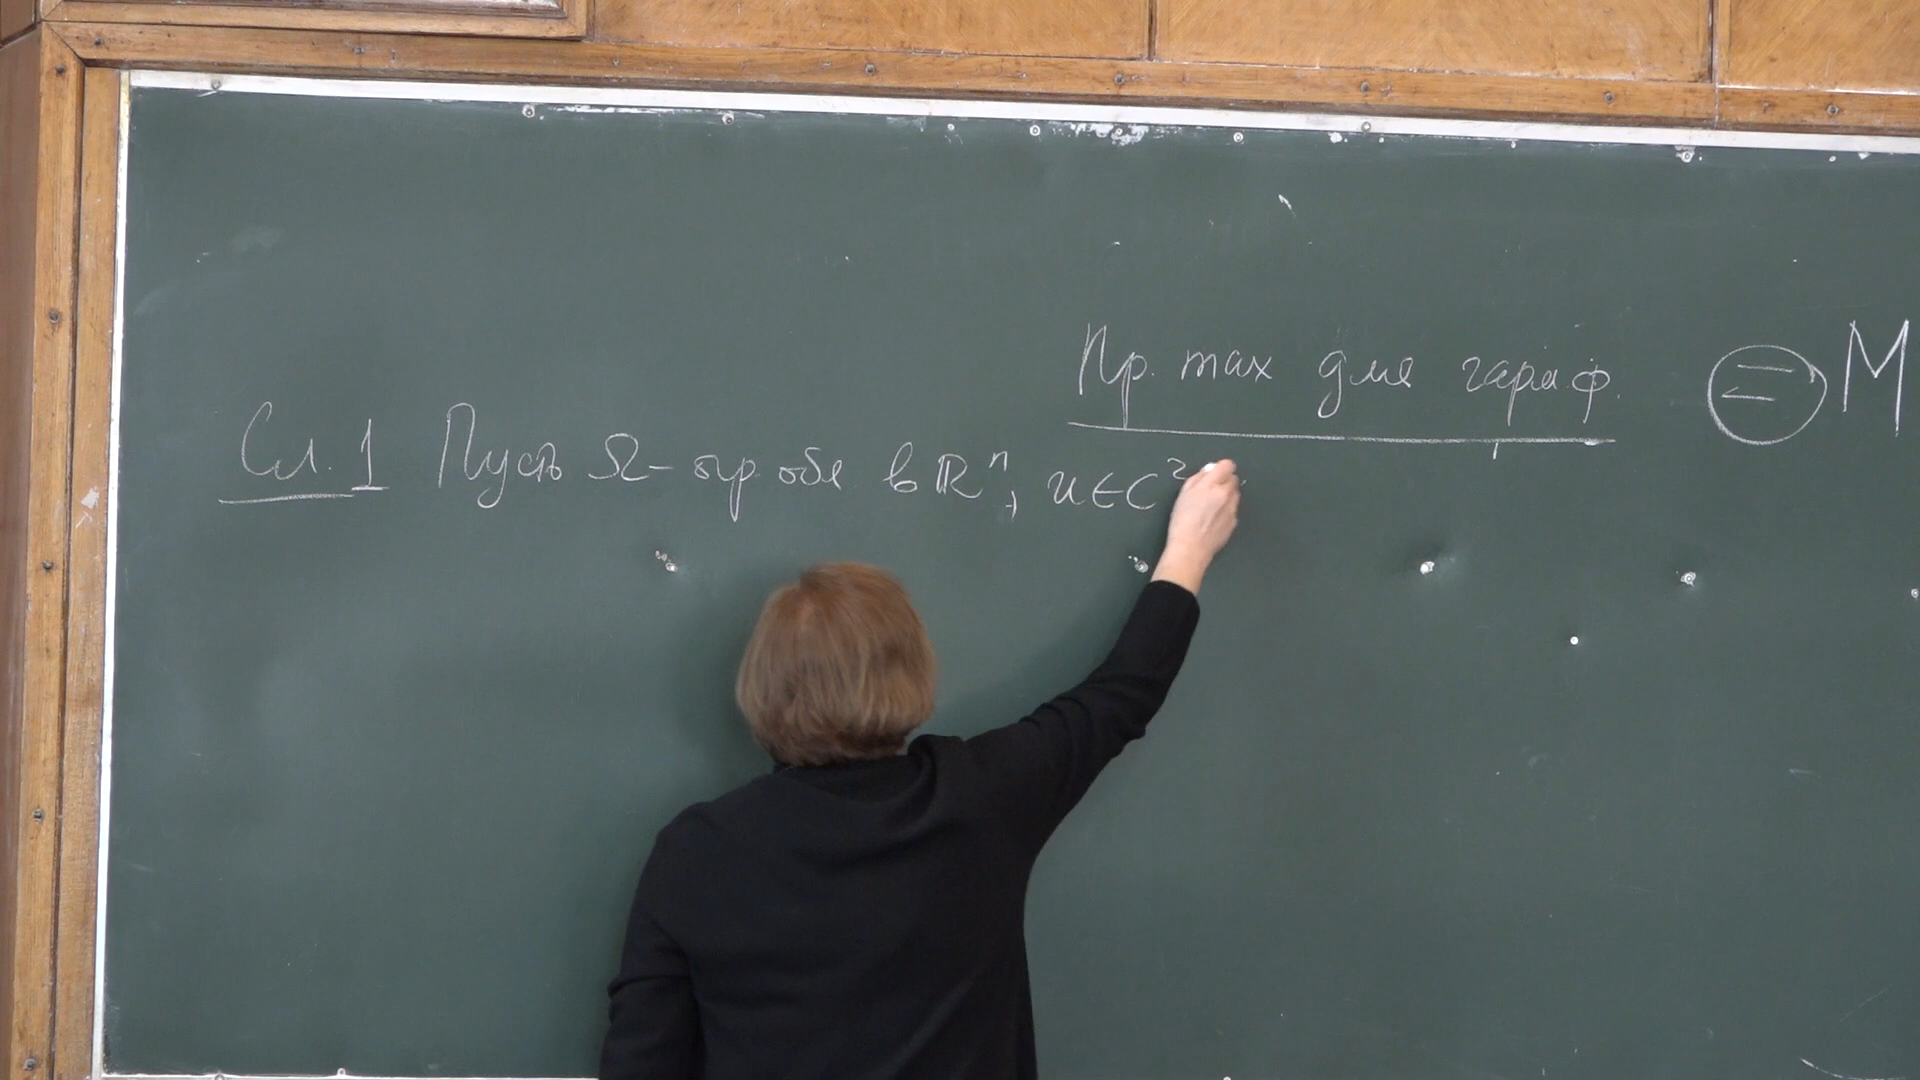 Пр. max для гарм. ф. = М
Сл. 1 Пусть Ω - огр обл в ℝⁿ, u ∈ C²